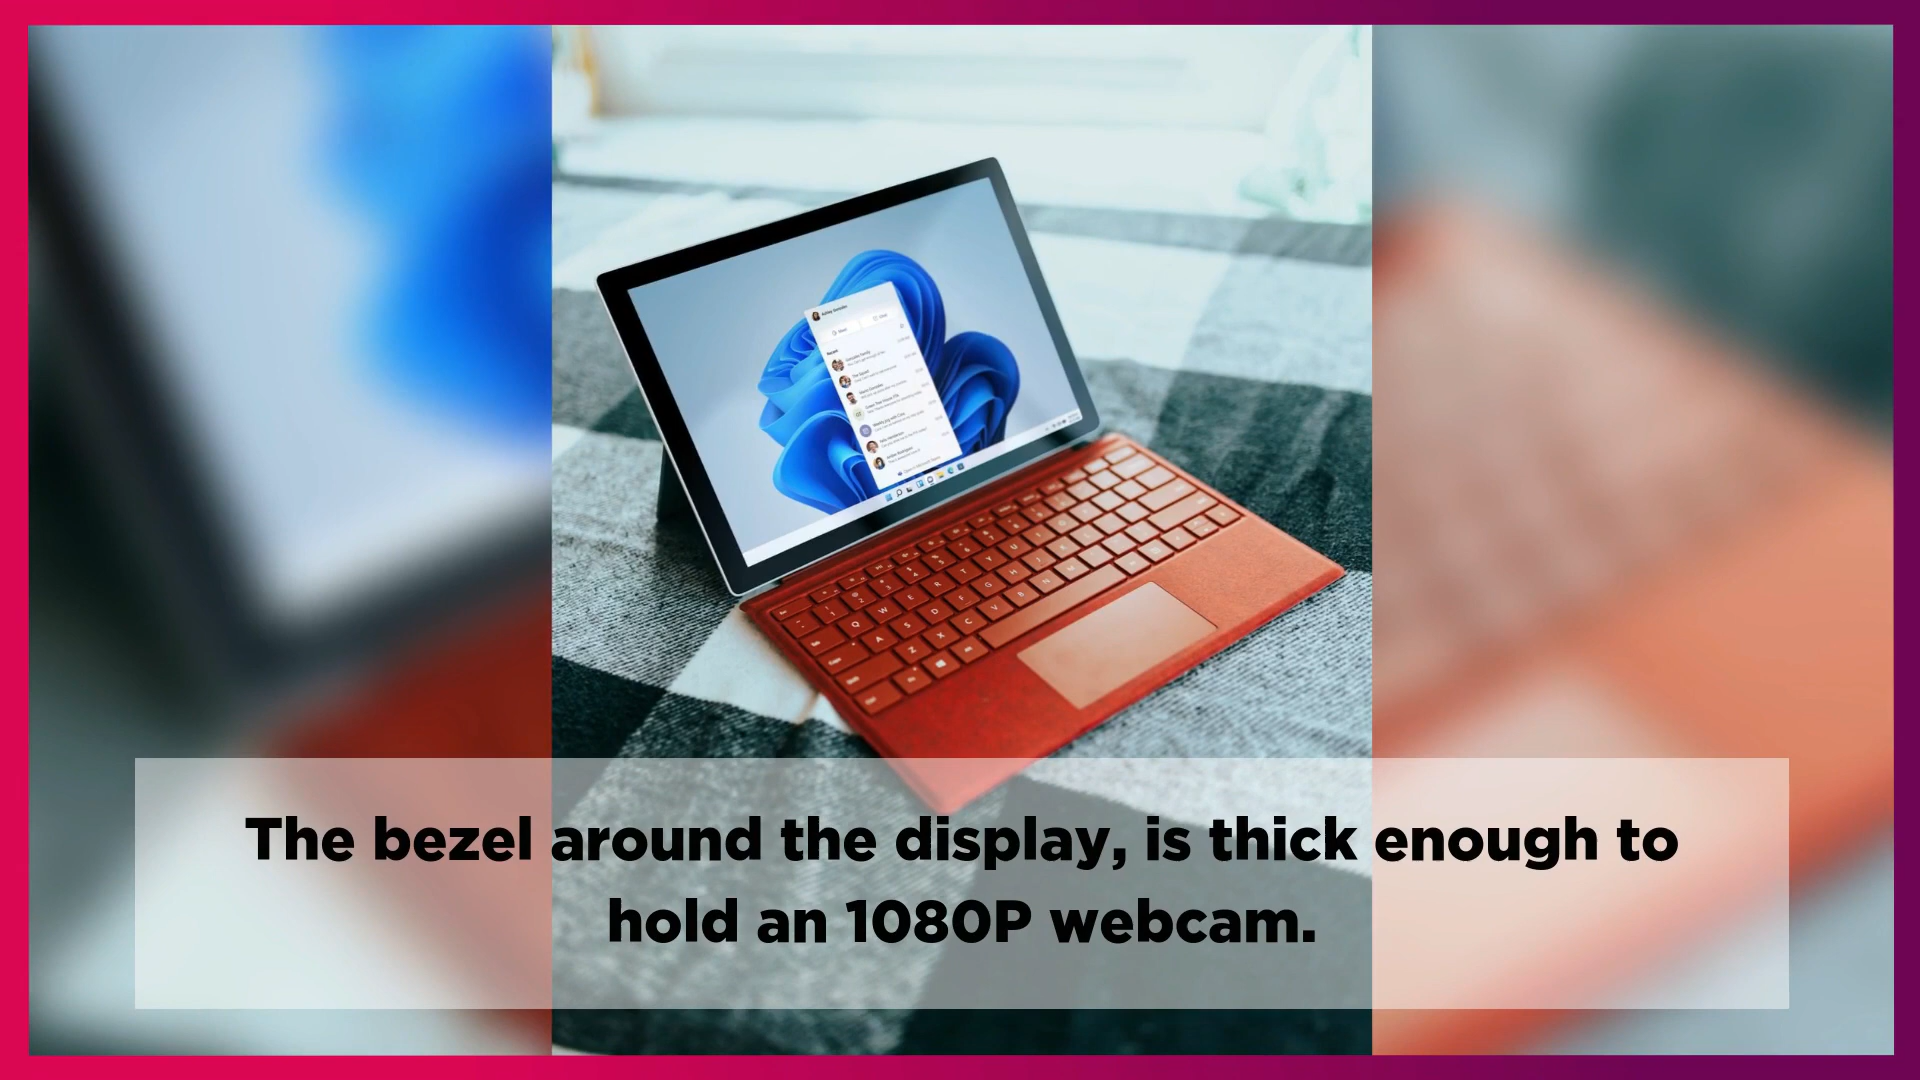 The bezel around the display, is thick enough to
hold an 1080P webcam.